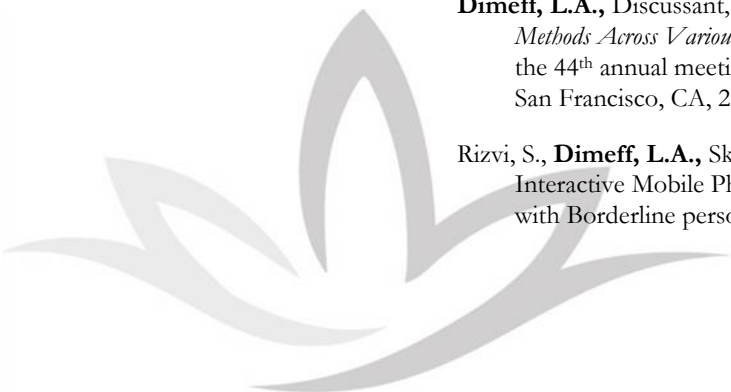 Dimeff, L.A., Discussant,
Methods Across Variou
the 44th annual meeti
San Francisco, CA, 2
Rizvi, S., Dimeff, L.A., Sk
Interactive Mobile Ph
with Borderline perso